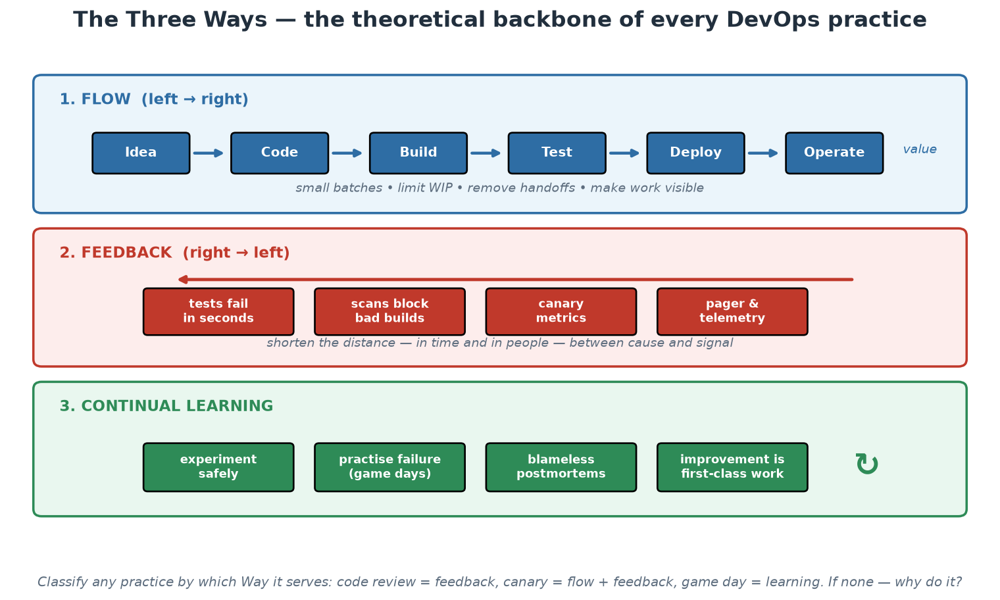 The Three Ways — the theoretical backbone of every DevOps practice
1. FLOW (left → right)
Idea
Code
Build
Test
Deploy
Operate
value
small batches • limit WIP • remove handoffs • make work visible
2. FEEDBACK (right → left)
tests fail
in seconds
scans block
bad builds
canary
metrics
pager &
telemetry
shorten the distance — in time and in people — between cause and signal
3. CONTINUAL LEARNING
experiment
safely
practise failure
(game days)
blameless
postmortems
improvement is
first-class work
↻
Classify any practice by which Way it serves: code review = feedback, canary = flow + feedback, game day = learning. If none — why do it?